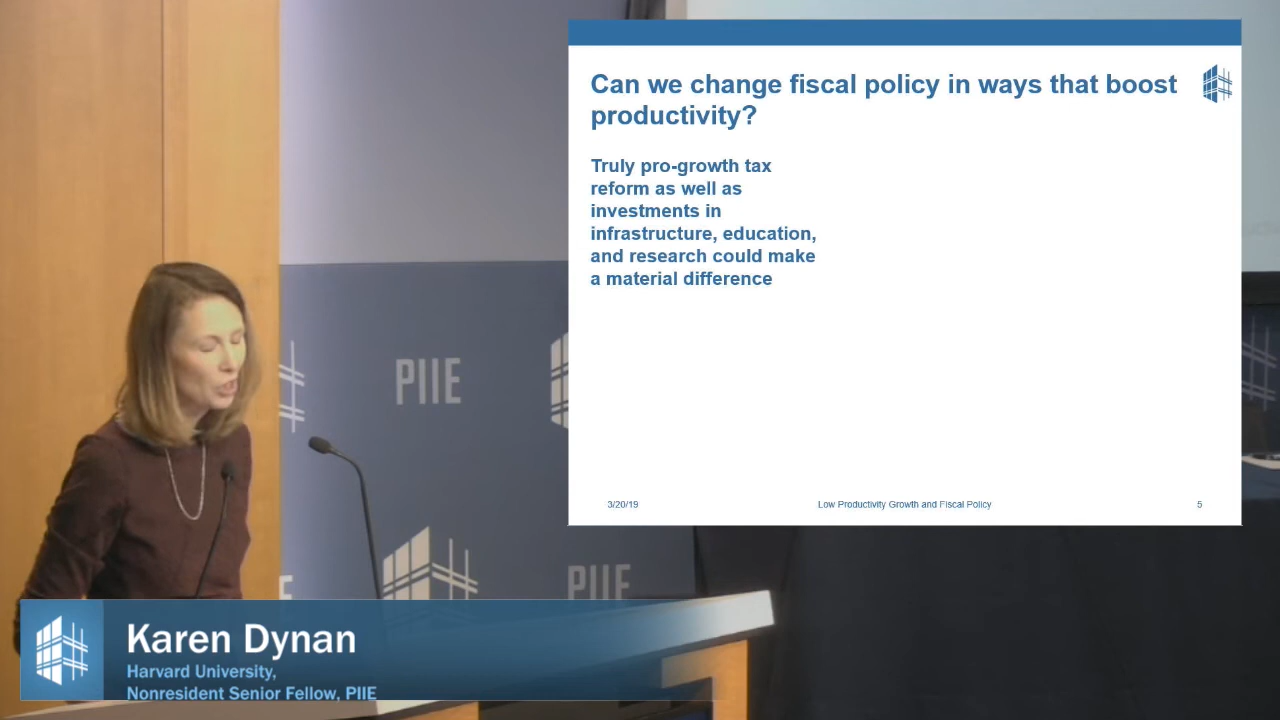 Can we change fiscal policy in ways that boost
productivity?
Truly pro-growth tax
reform as well as
investments in
infrastructure, education,
and research could make
a material difference
3/20/19
Low Productivity Growth and Fiscal Policy
5
PIIE
PIIE
E
Karen Dynan
Harvard University,
Nonresident Senior Fellow, PIIE